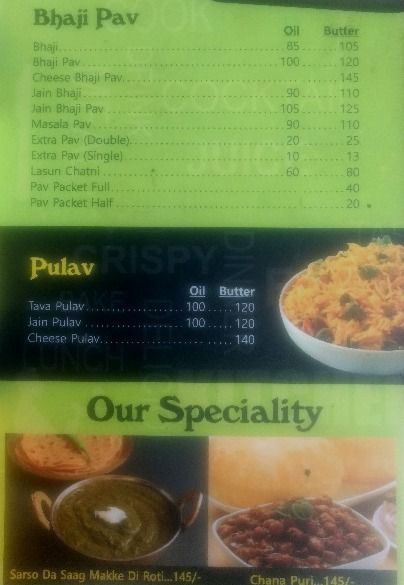 Bhaji Pav
Oil Butter
Bhaji 85 105
Bhaji Pav 100 120
Cheese Bhaji Pav 145
Jain Bhaji 90 110
Jain Bhaji Pav 105 125
Masala Pav 90 110
Extra Pav (Double) 20 25
Extra Pav (Single) 10 13
Lasun Chatni 60 80
Pav Packet Full 40
Pav Packet Half 20
Pulav
Oil Butter
Tava Pulav 100 120
Jain Pulav 100 120
Cheese Pulav 140
Our Speciality
Sarso Da Saag Makke Di Roti...145/-
Chana Puri...145/-